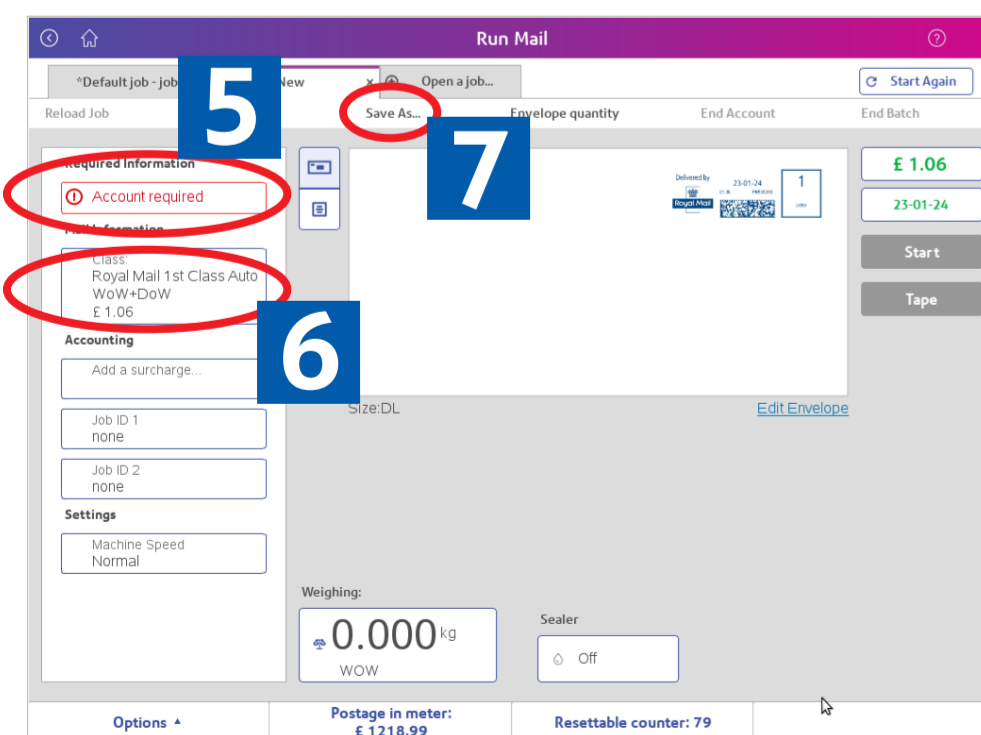 Run Mail
*Default job - job
New
×
Open a job...
Start Again
Reload Job
Save As...
Envelope quantity
End Account
End Batch
5
7
Required Information
Account required
Mail Information
Class:
Royal Mail 1st Class Auto
WoW+DoW
£ 1.06
6
Accounting
Add a surcharge...
Job ID 1
none
Job ID 2
none
Settings
Machine Speed
Normal
Delivered by
Royal Mail
23-01-24
1
£ 1.06
23-01-24
Start
Tape
Size:DL
Edit Envelope
Weighing:
0.000 kg
WOW
Sealer
Off
Options
Postage in meter:
£ 1218.99
Resettable counter: 79